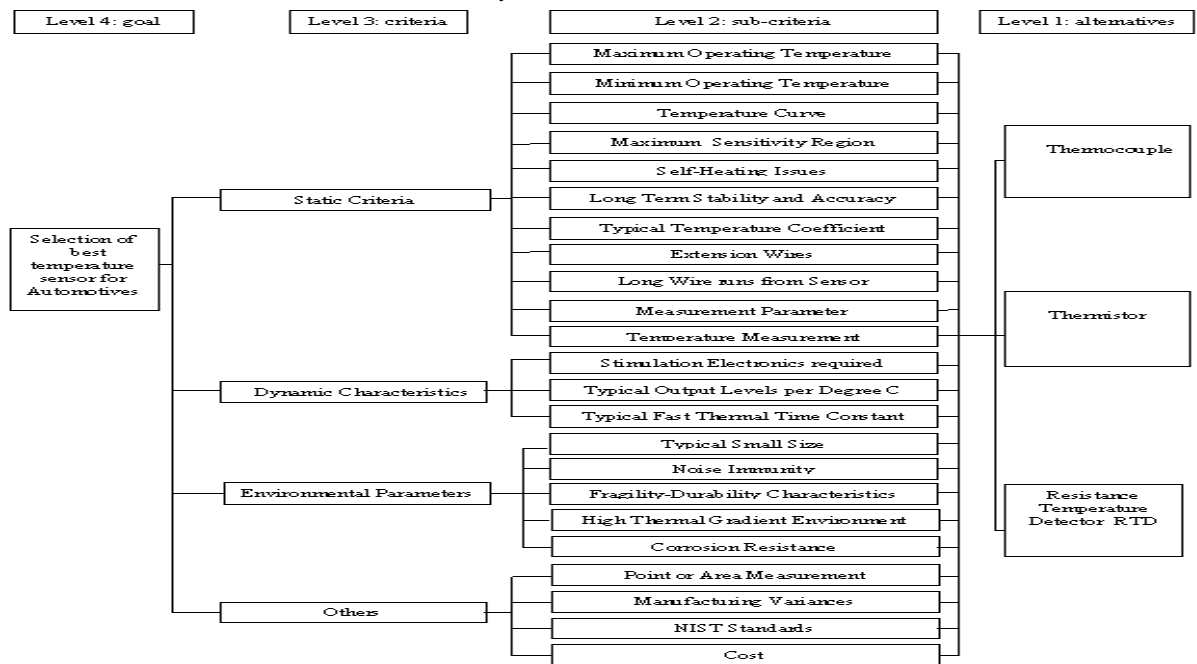 Level 4: goal
Level 3: criteria
Level 2: sub-criteria
Level 1: alternatives
Selection of
best
temperature
sensor for
Automotives
Static Criteria
Dynamic Characteristics
Environmental Parameters
Others
Maximum Operating Temperature
Minimum Operating Temperature
Temperature Curve
Maximum Sensitivity Region
Self-Heating Issues
Long Term Stability and Accuracy
Typical Temperature Coefficient
Extension Wires
Long Wire runs from Sensor
Measurement Parameter
Temperature Measurement
Stimulation Electronics required
Typical Output Levels per Degree C
Typical Fast Thermal Time Constant
Typical Small Size
Noise Immunity
Fragility-Durability Characteristics
High Thermal Gradient Environment
Corrosion Resistance
Point or Area Measurement
Manufacturing Variances
NIST Standards
Cost
Thermocouple
Thermistor
Resistance
Temperature
Detector RTD